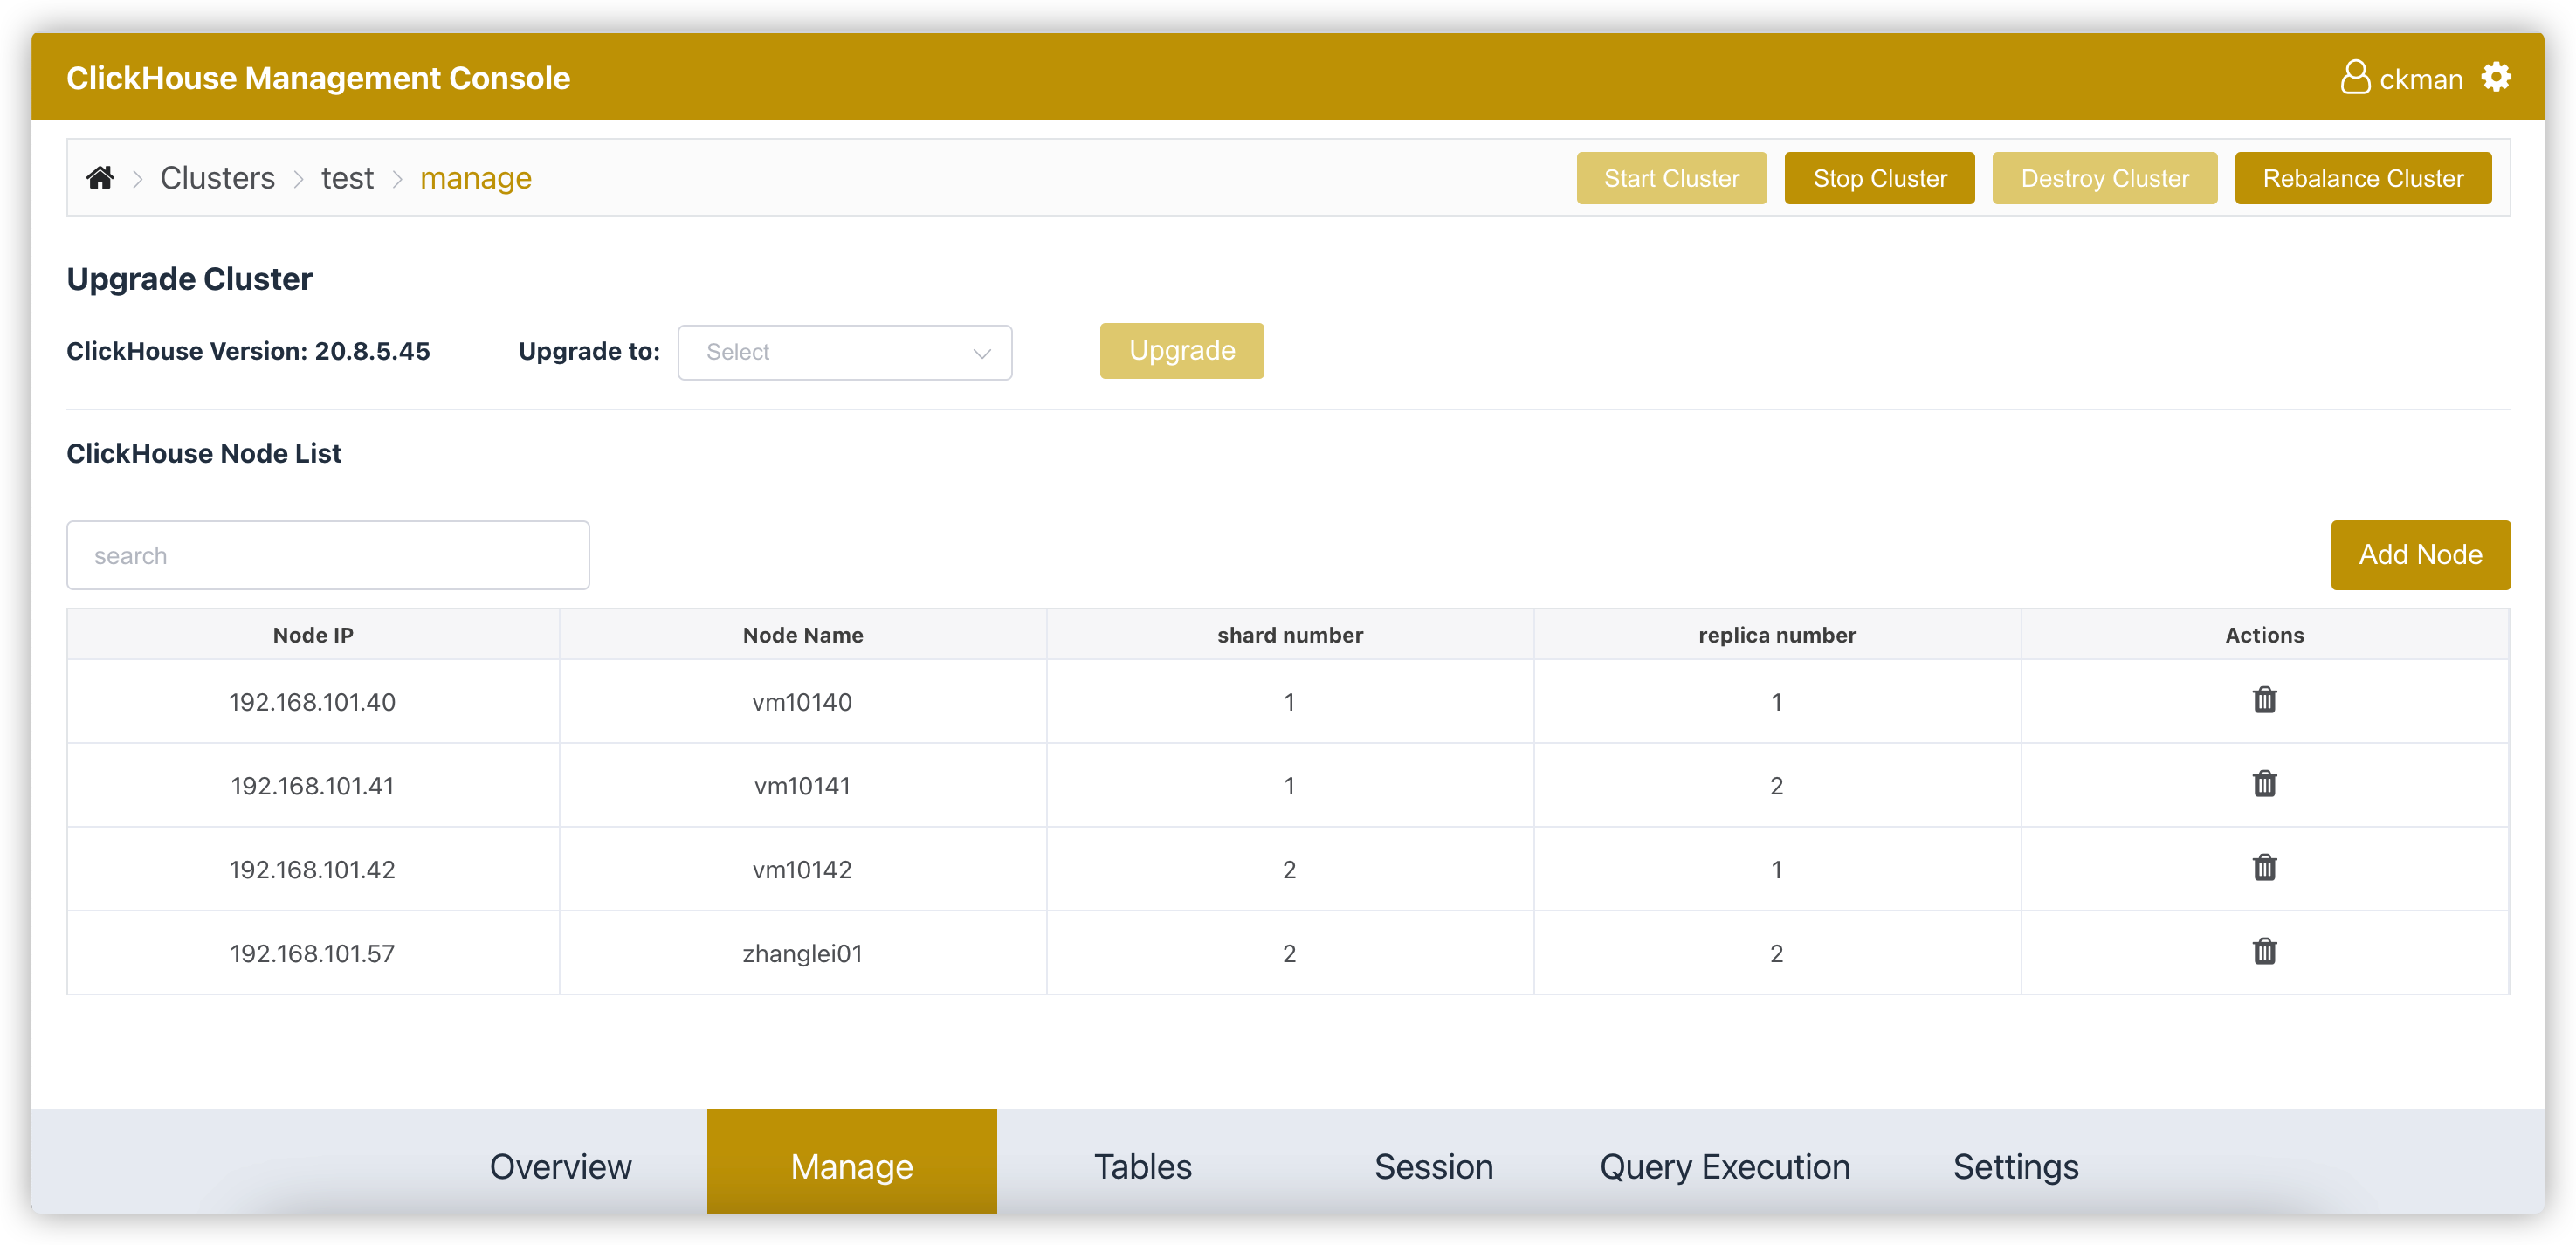 ClickHouse Management Console
ckman
Clusters > test > manage
Start Cluster
Stop Cluster
Destroy Cluster
Rebalance Cluster
Upgrade Cluster
ClickHouse Version: 20.8.5.45
Upgrade to:
Select
Upgrade
ClickHouse Node List
search
Add Node
Node IP Node Name shard number replica number Actions
192.168.101.40 vm10140 1 1
192.168.101.41 vm10141 1 2
192.168.101.42 vm10142 2 1
192.168.101.57 zhanglei01 2 2
Overview Manage Tables Session Query Execution Settings